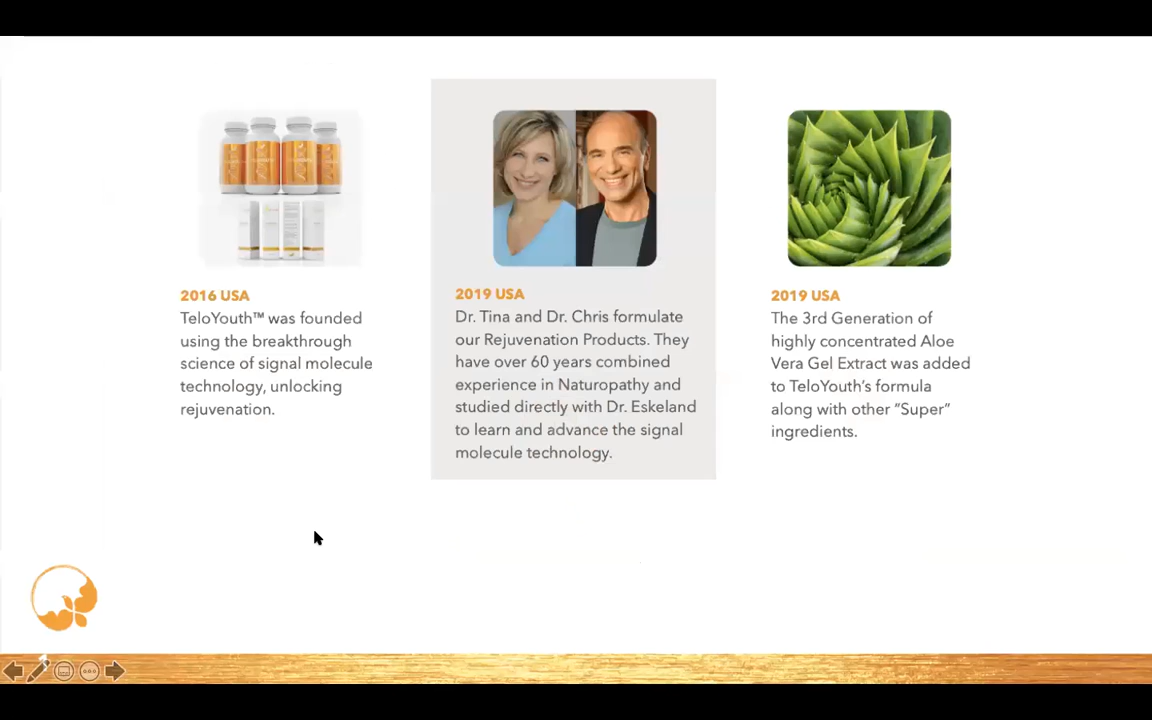 2016 USA
TeloYouth™ was founded
using the breakthrough
science of signal molecule
technology, unlocking
rejuvenation.
2019 USA
Dr. Tina and Dr. Chris formulate
our Rejuvenation Products. They
have over 60 years combined
experience in Naturopathy and
studied directly with Dr. Eskeland
to learn and advance the signal
molecule technology.
2019 USA
The 3rd Generation of
highly concentrated Aloe
Vera Gel Extract was added
to TeloYouth’s formula
along with other “Super”
ingredients.